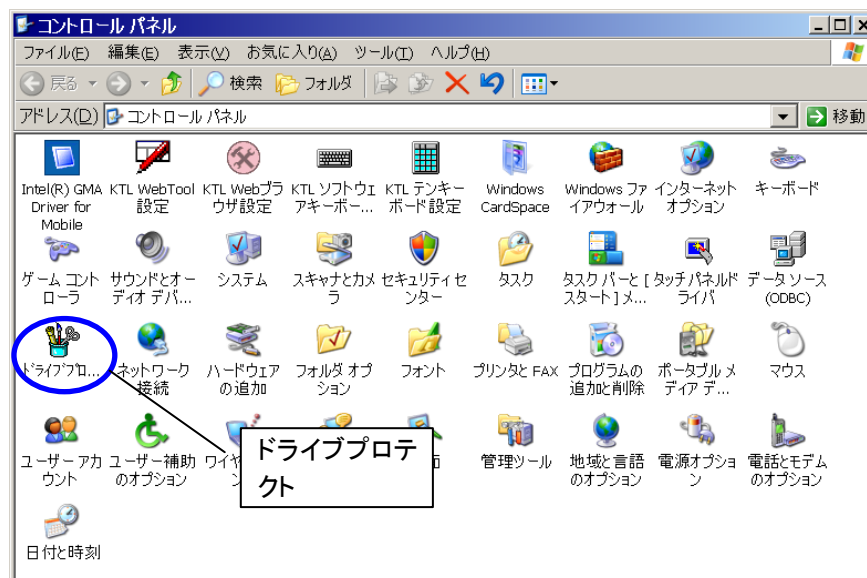 コントロール パネル
ファイル(F) 編集(E) 表示(V) お気に入り(A) ツール(T) ヘルプ(H)
戻る 検索 フォルダ
アドレス(D) コントロール パネル 移動
Intel(R) GMA Driver for Mobile
KTL WebTool 設定
KTL Webブラウザ設定
KTL ソフトウェアキーボー...
KTL テンキーボード設定
Windows CardSpace
Windows ファイアウォール
インターネット オプション
キーボード
ゲーム コントローラ
サウンドとオーディオ デバ...
システム
スキャナとカメラ
セキュリティ センター
タスク
タスク バーと [スタート] メ...
タッチパネルドライバ
データ ソース (ODBC)
ドライブプロ...
ネットワーク接続
ハードウェアの追加
フォルダ オプション
フォント
プリンタと FAX
プログラムの追加と削除
ポータブル メディア デ...
マウス
ユーザー アカウント
ユーザー補助のオプション
ワイヤ
ドライブプロテ
クト
管理ツール
地域と言語のオプション
電源オプション
電話とモデムのオプション
日付と時刻